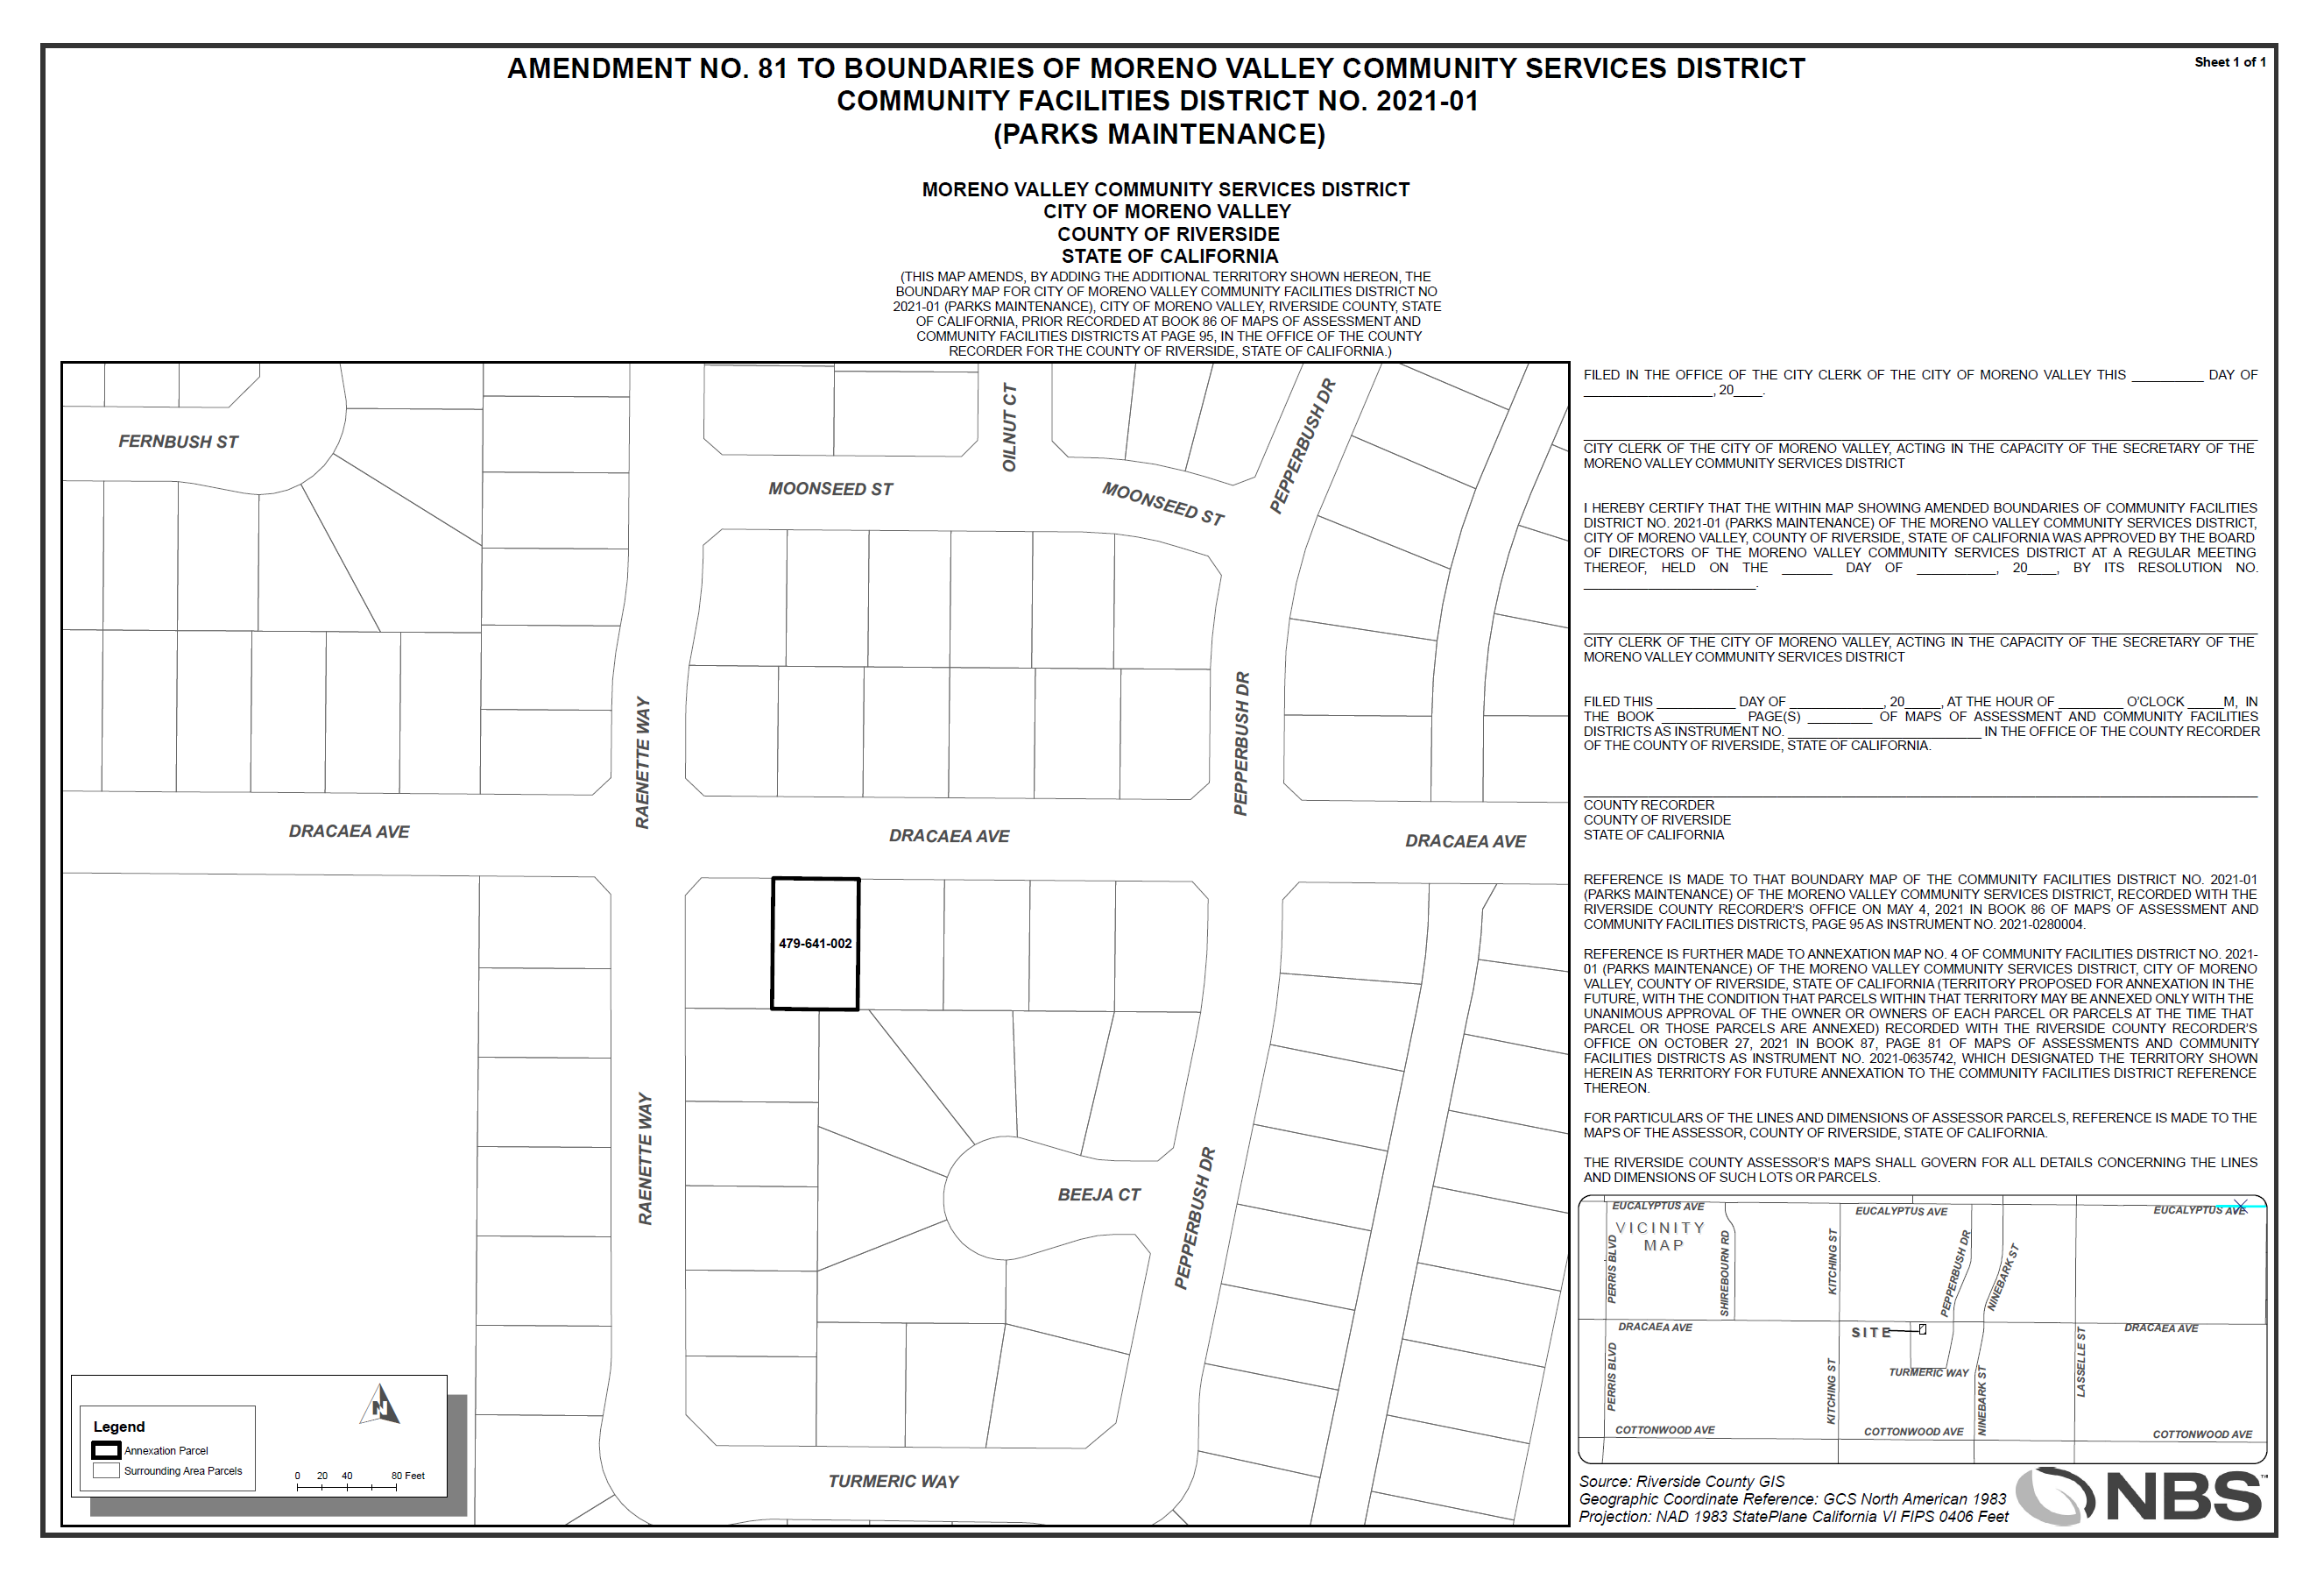 AMENDMENT NO. 81 TO BOUNDARIES OF MORENO VALLEY COMMUNITY SERVICES DISTRICT
COMMUNITY FACILITIES DISTRICT NO. 2021-01
(PARKS MAINTENANCE)
Sheet 1 of 1
MORENO VALLEY COMMUNITY SERVICES DISTRICT
CITY OF MORENO VALLEY
COUNTY OF RIVERSIDE
STATE OF CALIFORNIA
(THIS MAP AMENDS, BY ADDING THE ADDITIONAL TERRITORY SHOWN HEREON, THE
BOUNDARY MAP FOR CITY OF MORENO VALLEY COMMUNITY FACILITIES DISTRICT NO
2021-01 (PARKS MAINTENANCE), CITY OF MORENO VALLEY, RIVERSIDE COUNTY, STATE
OF CALIFORNIA, PRIOR RECORDED AT BOOK 86 OF MAPS OF ASSESSMENT AND
COMMUNITY FACILITIES DISTRICTS AT PAGE 95, IN THE OFFICE OF THE COUNTY
RECORDER FOR THE COUNTY OF RIVERSIDE, STATE OF CALIFORNIA.)
FERNBUSH ST
OILNUT CT
PEPPERBUSH DR
MOONSEED ST
MOONSEED ST
RAENETTE WAY
PEPPERBUSH DR
DRACAEA AVE
DRACAEA AVE
DRACAEA AVE
479-641-002
RAENETTE WAY
BEEJA CT
PEPPERBUSH DR
TURMERIC WAY
N
Legend
Annexation Parcel
Surrounding Area Parcels
0 20 40 80 Feet
FILED IN THE OFFICE OF THE CITY CLERK OF THE CITY OF MORENO VALLEY THIS __________ DAY OF
__________________, 20____.
CITY CLERK OF THE CITY OF MORENO VALLEY, ACTING IN THE CAPACITY OF THE SECRETARY OF THE
MORENO VALLEY COMMUNITY SERVICES DISTRICT
I HEREBY CERTIFY THAT THE WITHIN MAP SHOWING AMENDED BOUNDARIES OF COMMUNITY FACILITIES
DISTRICT NO. 2021-01 (PARKS MAINTENANCE) OF THE MORENO VALLEY COMMUNITY SERVICES DISTRICT,
CITY OF MORENO VALLEY, COUNTY OF RIVERSIDE, STATE OF CALIFORNIA WAS APPROVED BY THE BOARD
OF DIRECTORS OF THE MORENO VALLEY COMMUNITY SERVICES DISTRICT AT A REGULAR MEETING
THEREOF, HELD ON THE _______ DAY OF ___________, 20____, BY ITS RESOLUTION NO.
________________________.
CITY CLERK OF THE CITY OF MORENO VALLEY, ACTING IN THE CAPACITY OF THE SECRETARY OF THE
MORENO VALLEY COMMUNITY SERVICES DISTRICT
FILED THIS ___________ DAY OF _____________, 20_____, AT THE HOUR OF _________ O'CLOCK _____M, IN
THE BOOK ___________ PAGE(S) _________ OF MAPS OF ASSESSMENT AND COMMUNITY FACILITIES
DISTRICTS AS INSTRUMENT NO. ___________________________ IN THE OFFICE OF THE COUNTY RECORDER
OF THE COUNTY OF RIVERSIDE, STATE OF CALIFORNIA.
COUNTY RECORDER
COUNTY OF RIVERSIDE
STATE OF CALIFORNIA
REFERENCE IS MADE TO THAT BOUNDARY MAP OF THE COMMUNITY FACILITIES DISTRICT NO. 2021-01
(PARKS MAINTENANCE) OF THE MORENO VALLEY COMMUNITY SERVICES DISTRICT, RECORDED WITH THE
RIVERSIDE COUNTY RECORDER'S OFFICE ON MAY 4, 2021 IN BOOK 86 OF MAPS OF ASSESSMENT AND
COMMUNITY FACILITIES DISTRICTS, PAGE 95 AS INSTRUMENT NO. 2021-0280004.
REFERENCE IS FURTHER MADE TO ANNEXATION MAP NO. 4 OF COMMUNITY FACILITIES DISTRICT NO. 2021-
01 (PARKS MAINTENANCE) OF THE MORENO VALLEY COMMUNITY SERVICES DISTRICT, CITY OF MORENO
VALLEY, COUNTY OF RIVERSIDE, STATE OF CALIFORNIA (TERRITORY PROPOSED FOR ANNEXATION IN THE
FUTURE, WITH THE CONDITION THAT PARCELS WITHIN THAT TERRITORY MAY BE ANNEXED ONLY WITH THE
UNANIMOUS APPROVAL OF THE OWNER OR OWNERS OF EACH PARCEL OR PARCELS AT THE TIME THAT
PARCEL OR THOSE PARCELS ARE ANNEXED) RECORDED WITH THE RIVERSIDE COUNTY RECORDER'S
OFFICE ON OCTOBER 27, 2021 IN BOOK 87, PAGE 81 OF MAPS OF ASSESSMENTS AND COMMUNITY
FACILITIES DISTRICTS AS INSTRUMENT NO. 2021-0635742, WHICH DESIGNATED THE TERRITORY SHOWN
HEREIN AS TERRITORY FOR FUTURE ANNEXATION TO THE COMMUNITY FACILITIES DISTRICT REFERENCE
THEREON.
FOR PARTICULARS OF THE LINES AND DIMENSIONS OF ASSESSOR PARCELS, REFERENCE IS MADE TO THE
MAPS OF THE ASSESSOR, COUNTY OF RIVERSIDE, STATE OF CALIFORNIA.
THE RIVERSIDE COUNTY ASSESSOR'S MAPS SHALL GOVERN FOR ALL DETAILS CONCERNING THE LINES
AND DIMENSIONS OF SUCH LOTS OR PARCELS.
EUCALYPTUS AVE
EUCALYPTUS AVE
EUCALYPTUS AVE
VICINITY
MAP
PERRIS BLVD
SHIREBOURN RD
KITCHING ST
PEPPERBUSH DR
NINEBARK ST
DRACAEA AVE
SITE
DRACAEA AVE
PERRIS BLVD
KITCHING ST
TURMERIC WAY
NINEBARK ST
LASSELLE ST
COTTONWOOD AVE
COTTONWOOD AVE
COTTONWOOD AVE
Source: Riverside County GIS
Geographic Coordinate Reference: GCS North American 1983
Projection: NAD 1983 StatePlane California VI FIPS 0406 Feet
NBS™